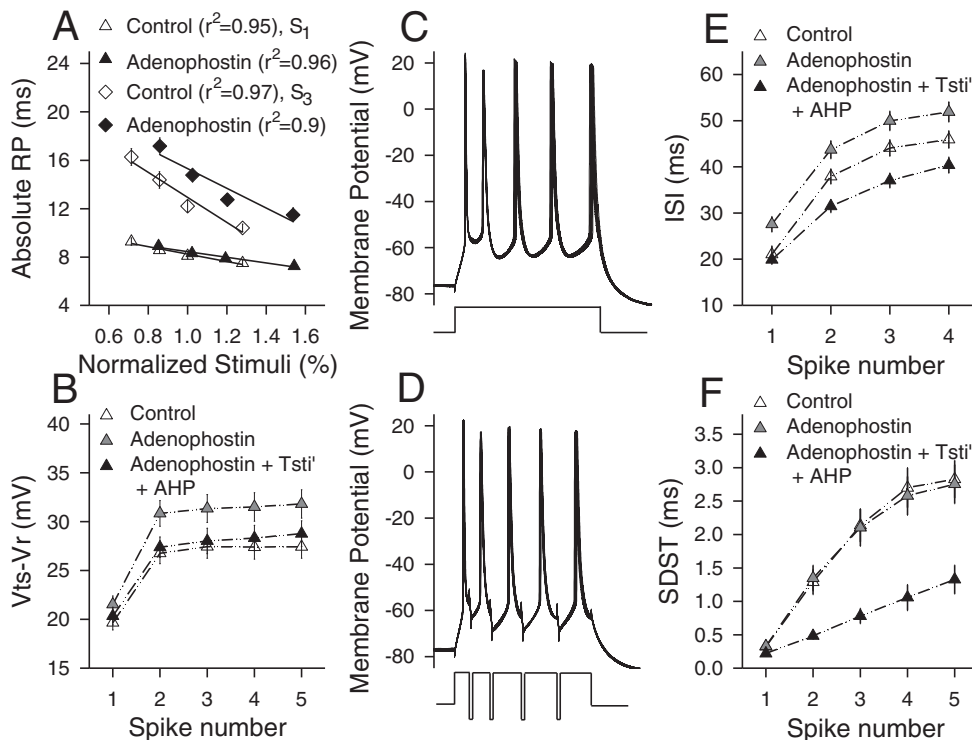 A
△ Control (r²=0.95), S₁
▲ Adenophostin (r²=0.96)
◇ Control (r²=0.97), S₃
◆ Adenophostin (r²=0.9)
Absolute RP (ms)
24
20
16
12
8
4
0.6 0.8 1.0 1.2 1.4 1.6
Normalized Stimuli (%)
B
Control
Adenophostin
Adenophostin + Tsti'
+ AHP
Vts-Vr (mV)
40
35
30
25
20
15
1 2 3 4 5
Spike number
C
Membrane Potential (mV)
20
0
-20
-40
-60
-80
D
Membrane Potential (mV)
20
0
-20
-40
-60
-80
E
Control
Adenophostin
Adenophostin + Tsti'
+ AHP
ISI (ms)
60
50
40
30
20
10
1 2 3 4
Spike number
F
Control
Adenophostin
Adenophostin + Tsti'
+ AHP
SDST (ms)
3.5
3.0
2.5
2.0
1.5
1.0
0.5
0.0
1 2 3 4 5
Spike number